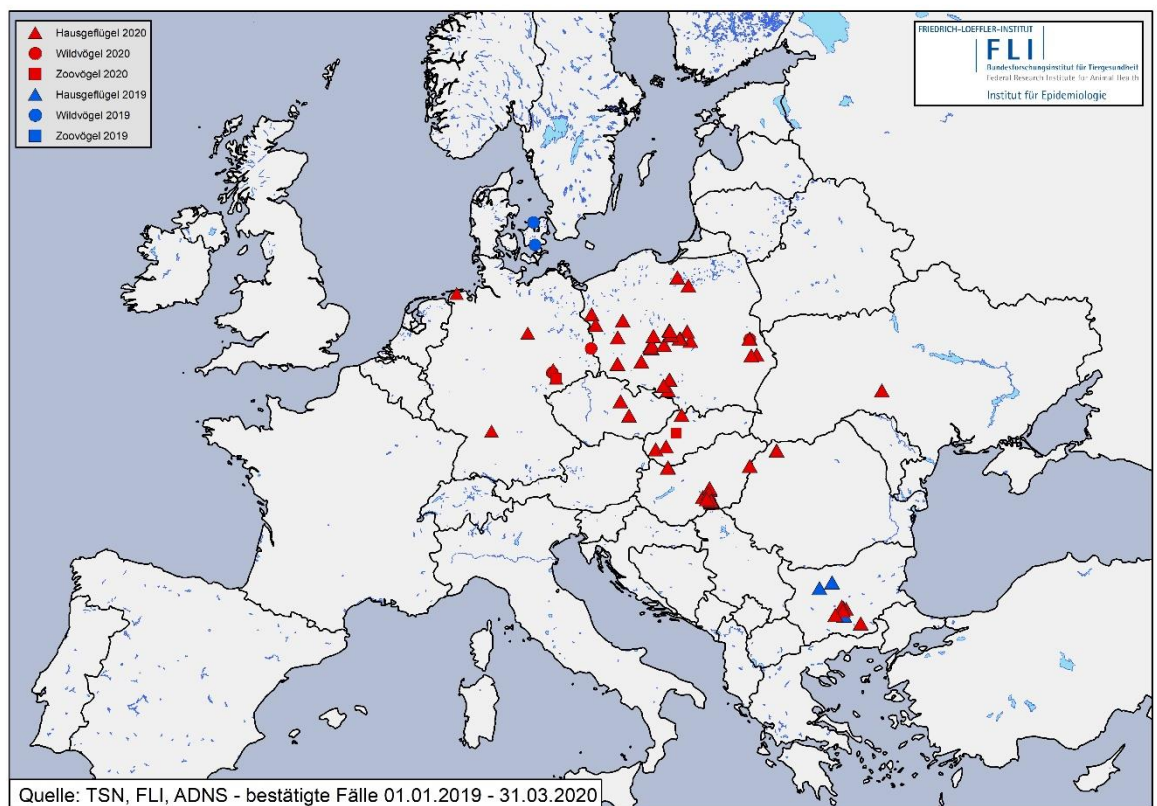 Hausgeflügel 2020
Wildvögel 2020
Zoovögel 2020
Hausgeflügel 2019
Wildvögel 2019
Zoovögel 2019
FRIEDRICH-LOEFFLER-INSTITUT
FLI
Bundesforschungsinstitut für Tiergesundheit
Federal Research Institute for Animal Health
Institut für Epidemiologie
Quelle: TSN, FLI, ADNS - bestätigte Fälle 01.01.2019 - 31.03.2020